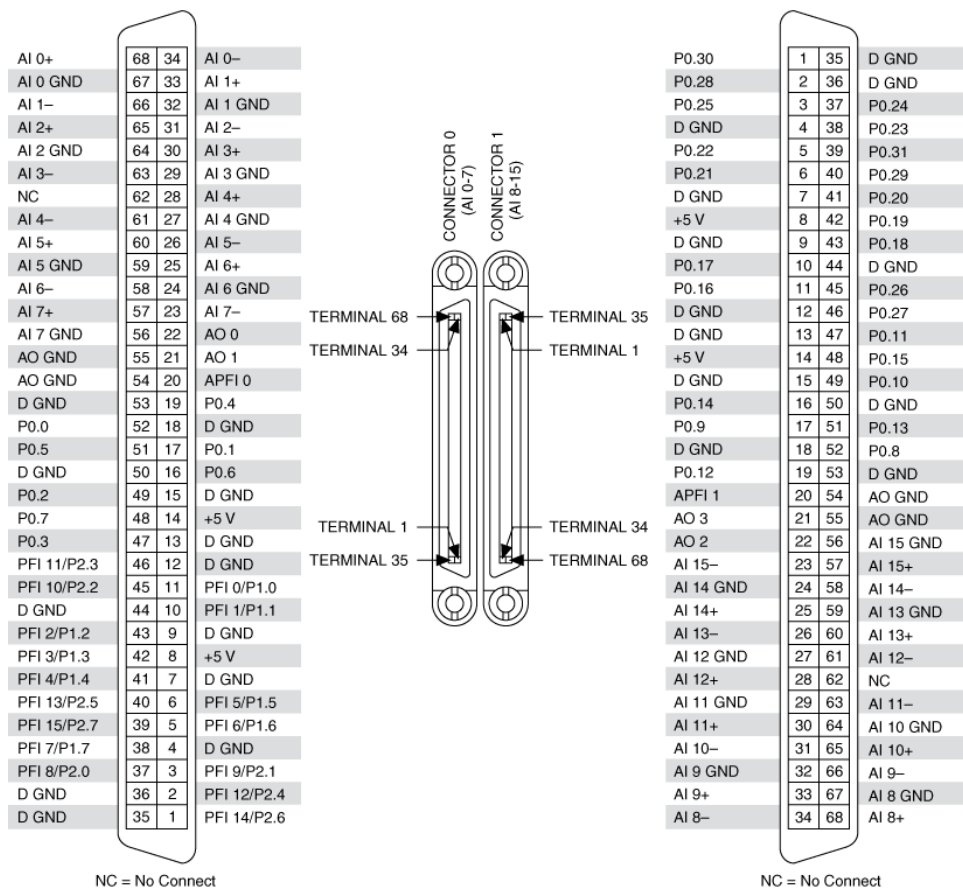 AI 0+ 68 34 AI 0–
AI 0 GND 67 33 AI 1+
AI 1– 66 32 AI 1 GND
AI 2+ 65 31 AI 2–
AI 2 GND 64 30 AI 3+
AI 3– 63 29 AI 3 GND
NC 62 28 AI 4+
AI 4– 61 27 AI 4 GND
AI 5+ 60 26 AI 5–
AI 5 GND 59 25 AI 6+
AI 6– 58 24 AI 6 GND
AI 7+ 57 23 AI 7–
AI 7 GND 56 22 AO 0
AO GND 55 21 AO 1
AO GND 54 20 APFI 0
D GND 53 19 P0.4
P0.0 52 18 D GND
P0.5 51 17 P0.1
D GND 50 16 P0.6
P0.2 49 15 D GND
P0.7 48 14 +5 V
P0.3 47 13 D GND
PFI 11/P2.3 46 12 D GND
PFI 10/P2.2 45 11 PFI 0/P1.0
D GND 44 10 PFI 1/P1.1
PFI 2/P1.2 43 9 D GND
PFI 3/P1.3 42 8 +5 V
PFI 4/P1.4 41 7 D GND
PFI 13/P2.5 40 6 PFI 5/P1.5
PFI 15/P2.7 39 5 PFI 6/P1.6
PFI 7/P1.7 38 4 D GND
PFI 8/P2.0 37 3 PFI 9/P2.1
D GND 36 2 PFI 12/P2.4
D GND 35 1 PFI 14/P2.6
NC = No Connect
CONNECTOR 0
(AI 0-7)
CONNECTOR 1
(AI 8-15)
TERMINAL 68
TERMINAL 34
TERMINAL 35
TERMINAL 1
TERMINAL 1
TERMINAL 35
TERMINAL 34
TERMINAL 68
P0.30 1 35 D GND
P0.28 2 36 D GND
P0.25 3 37 P0.24
D GND 4 38 P0.23
P0.22 5 39 P0.31
P0.21 6 40 P0.29
D GND 7 41 P0.20
+5 V 8 42 P0.19
D GND 9 43 P0.18
P0.17 10 44 D GND
P0.16 11 45 P0.26
D GND 12 46 P0.27
D GND 13 47 P0.11
+5 V 14 48 P0.15
D GND 15 49 P0.10
P0.14 16 50 D GND
P0.9 17 51 P0.13
D GND 18 52 P0.8
P0.12 19 53 D GND
APFI 1 20 54 AO GND
AO 3 21 55 AO GND
AO 2 22 56 AI 15 GND
AI 15– 23 57 AI 15+
AI 14 GND 24 58 AI 14–
AI 14+ 25 59 AI 13 GND
AI 13– 26 60 AI 13+
AI 12 GND 27 61 AI 12–
AI 12+ 28 62 NC
AI 11 GND 29 63 AI 11–
AI 11+ 30 64 AI 10 GND
AI 10– 31 65 AI 10+
AI 9 GND 32 66 AI 9–
AI 9+ 33 67 AI 8 GND
AI 8– 34 68 AI 8+
NC = No Connect